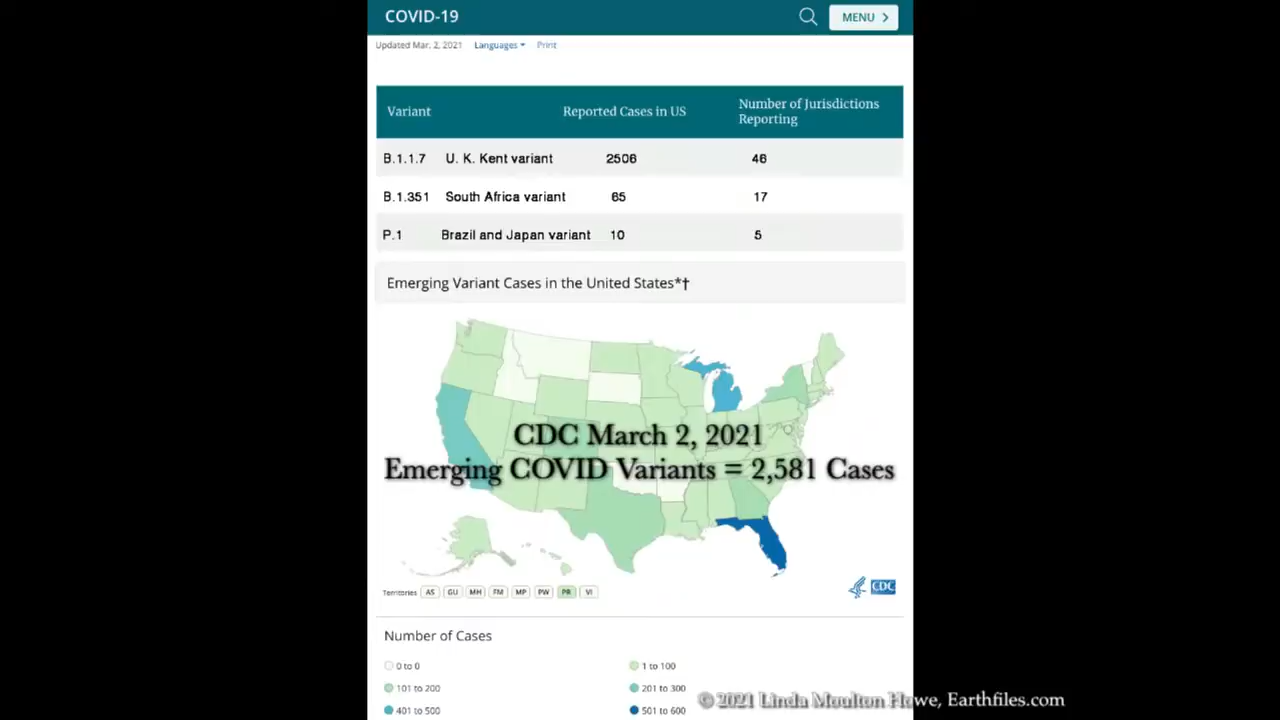 COVID-19
MENU
Updated Mar. 2, 2021 Languages Print
Variant Reported Cases in US Number of Jurisdictions Reporting
B.1.1.7 U. K. Kent variant 2506 46
B.1.351 South Africa variant 65 17
P.1 Brazil and Japan variant 10 5
Emerging Variant Cases in the United States*†
CDC March 2, 2021
Emerging COVID Variants = 2,581 Cases
Territories AS GU MH FM MP PW PR VI
CDC
Number of Cases
0 to 0 1 to 100
101 to 200 201 to 300
401 to 500 501 to 600
© 2021 Linda Moulton Howe, Earthfiles.com